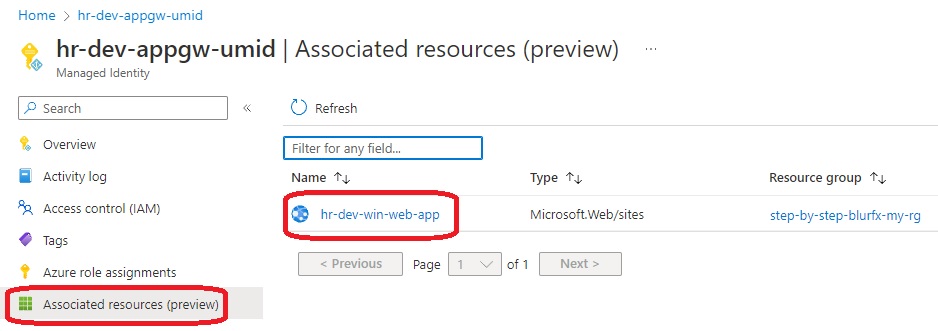 Home > hr-dev-appgw-umid
hr-dev-appgw-umid | Associated resources (preview) ...
Managed Identity
Search «
Refresh
Filter for any field...
Overview
Activity log
Access control (IAM)
Tags
Azure role assignments
Associated resources (preview)
Name ↑↓ Type ↑↓ Resource group ↑↓
hr-dev-win-web-app Microsoft.Web/sites step-by-step-blurfx-my-rg
< Previous Page 1 of 1 Next >